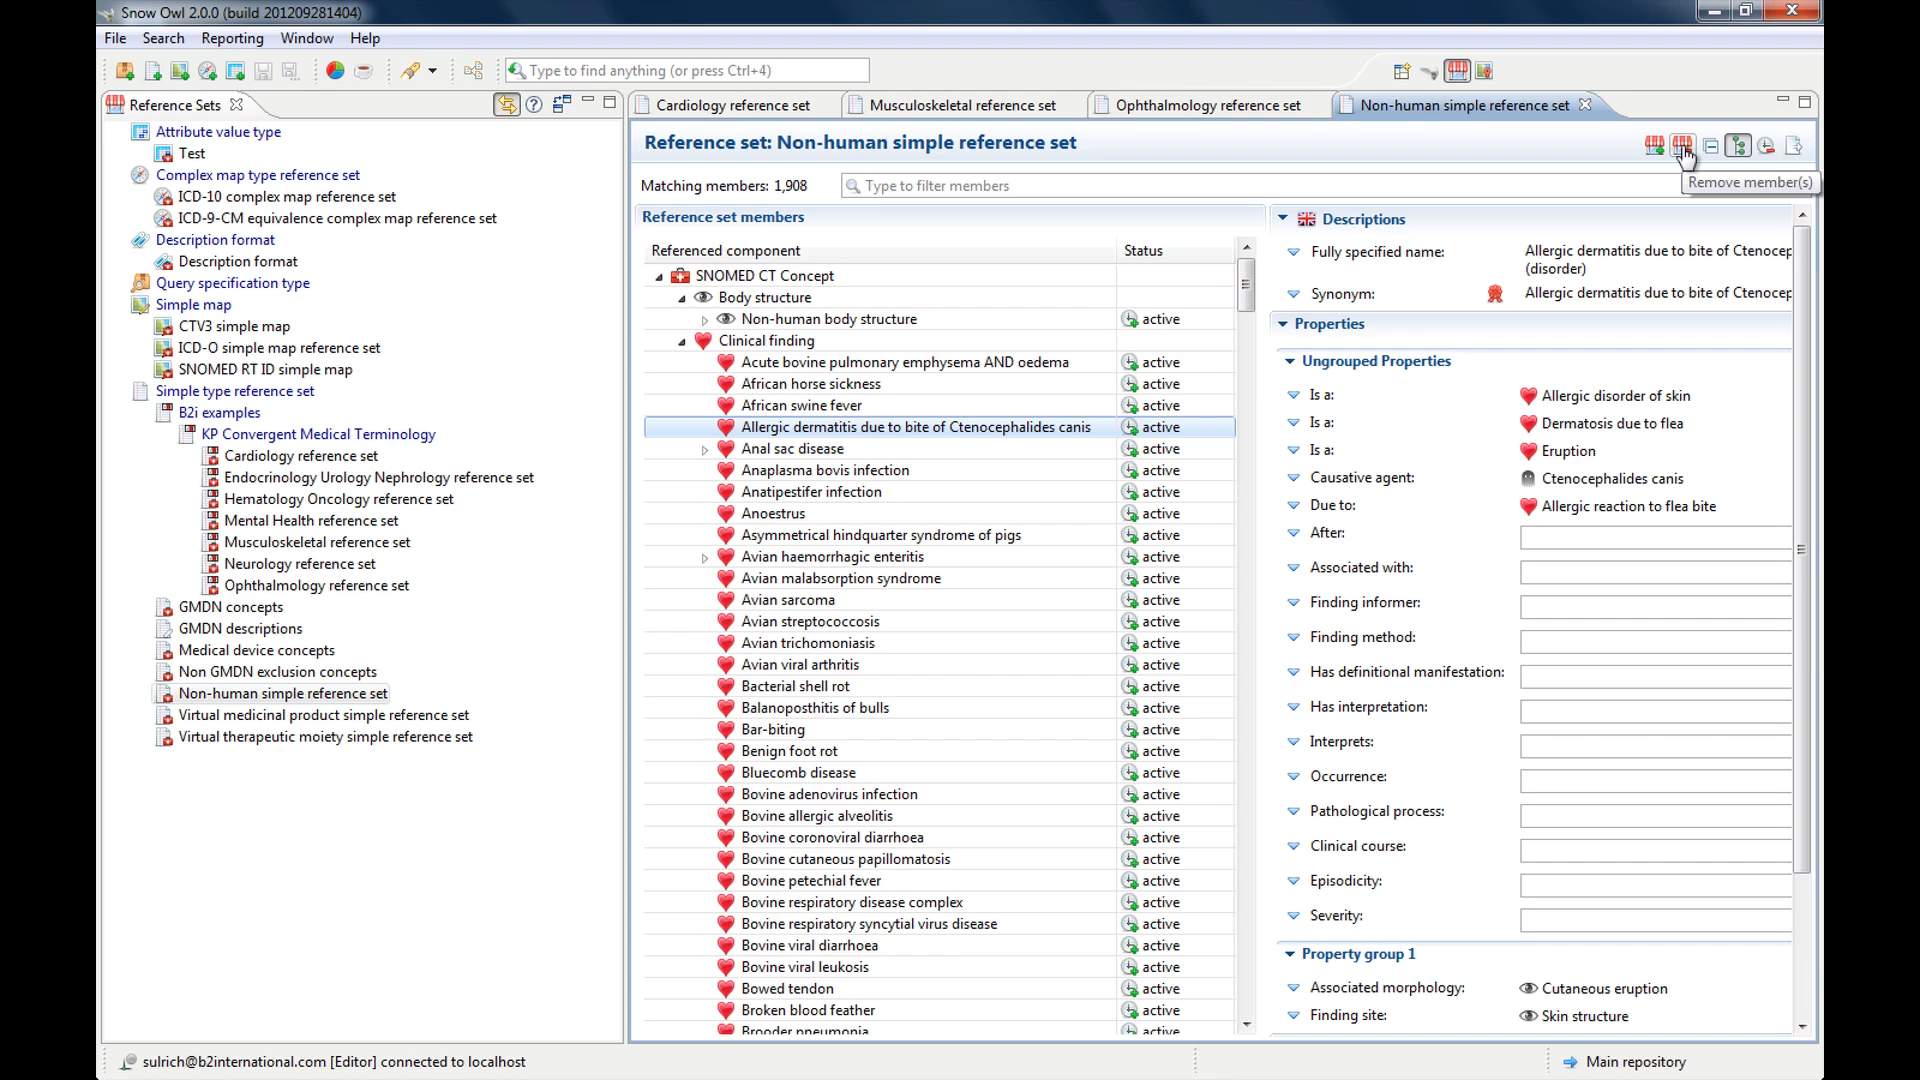 Snow Owl 2.0.0 (build 201209281404)
File Search Reporting Window Help
Type to find anything (or press Ctrl+4)
Reference Sets
Attribute value type
Test
Complex map type reference set
ICD-10 complex map reference set
ICD-9-CM equivalence complex map reference set
Description format
Description format
Query specification type
Simple map
CTV3 simple map
ICD-O simple map reference set
SNOMED RT ID simple map
Simple type reference set
B2i examples
KP Convergent Medical Terminology
Cardiology reference set
Endocrinology Urology Nephrology reference set
Hematology Oncology reference set
Mental Health reference set
Musculoskeletal reference set
Neurology reference set
Ophthalmology reference set
GMDN concepts
GMDN descriptions
Medical device concepts
Non GMDN exclusion concepts
Non-human simple reference set
Virtual medicinal product simple reference set
Virtual therapeutic moiety simple reference set
Cardiology reference set Musculoskeletal reference set Ophthalmology reference set Non-human simple reference set
Reference set: Non-human simple reference set
Matching members: 1,908 Type to filter members
Remove member(s)
Reference set members
Referenced component Status
SNOMED CT Concept
Body structure
Non-human body structure active
Clinical finding
Acute bovine pulmonary emphysema AND oedema active
African horse sickness active
African swine fever active
Allergic dermatitis due to bite of Ctenocephalides canis active
Anal sac disease active
Anaplasma bovis infection active
Anatipestifer infection active
Anoestrus active
Asymmetrical hindquarter syndrome of pigs active
Avian haemorrhagic enteritis active
Avian malabsorption syndrome active
Avian sarcoma active
Avian streptococcosis active
Avian trichomoniasis active
Avian viral arthritis active
Bacterial shell rot active
Balanoposthitis of bulls active
Bar-biting active
Benign foot rot active
Bluecomb disease active
Bovine adenovirus infection active
Bovine allergic alveolitis active
Bovine coronoviral diarrhoea active
Bovine cutaneous papillomatosis active
Bovine petechial fever active
Bovine respiratory disease complex active
Bovine respiratory syncytial virus disease active
Bovine viral diarrhoea active
Bovine viral leukosis active
Bowed tendon active
Broken blood feather active
Brooder pneumonia active
Descriptions
Fully specified name: Allergic dermatitis due to bite of Ctenocep
(disorder)
Synonym: Allergic dermatitis due to bite of Ctenocep
Properties
Ungrouped Properties
Is a: Allergic disorder of skin
Is a: Dermatosis due to flea
Is a: Eruption
Causative agent: Ctenocephalides canis
Due to: Allergic reaction to flea bite
After:
Associated with:
Finding informer:
Finding method:
Has definitional manifestation:
Has interpretation:
Interprets:
Occurrence:
Pathological process:
Clinical course:
Episodicity:
Severity:
Property group 1
Associated morphology: Cutaneous eruption
Finding site: Skin structure
sulrich@b2international.com [Editor] connected to localhost
Main repository